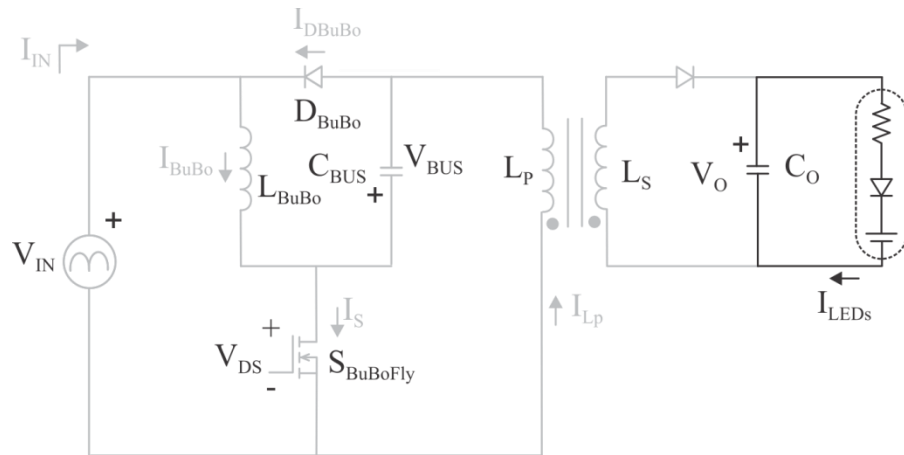 I_DBuBo
I_IN
D_BuBo
I_BuBo
L_BuBo
C_BUS
V_BUS
+
L_P
L_S
+
V_O
C_O
+
V_IN
I_S
I_Lp
I_LEDs
+
V_DS
-
S_BuBoFly